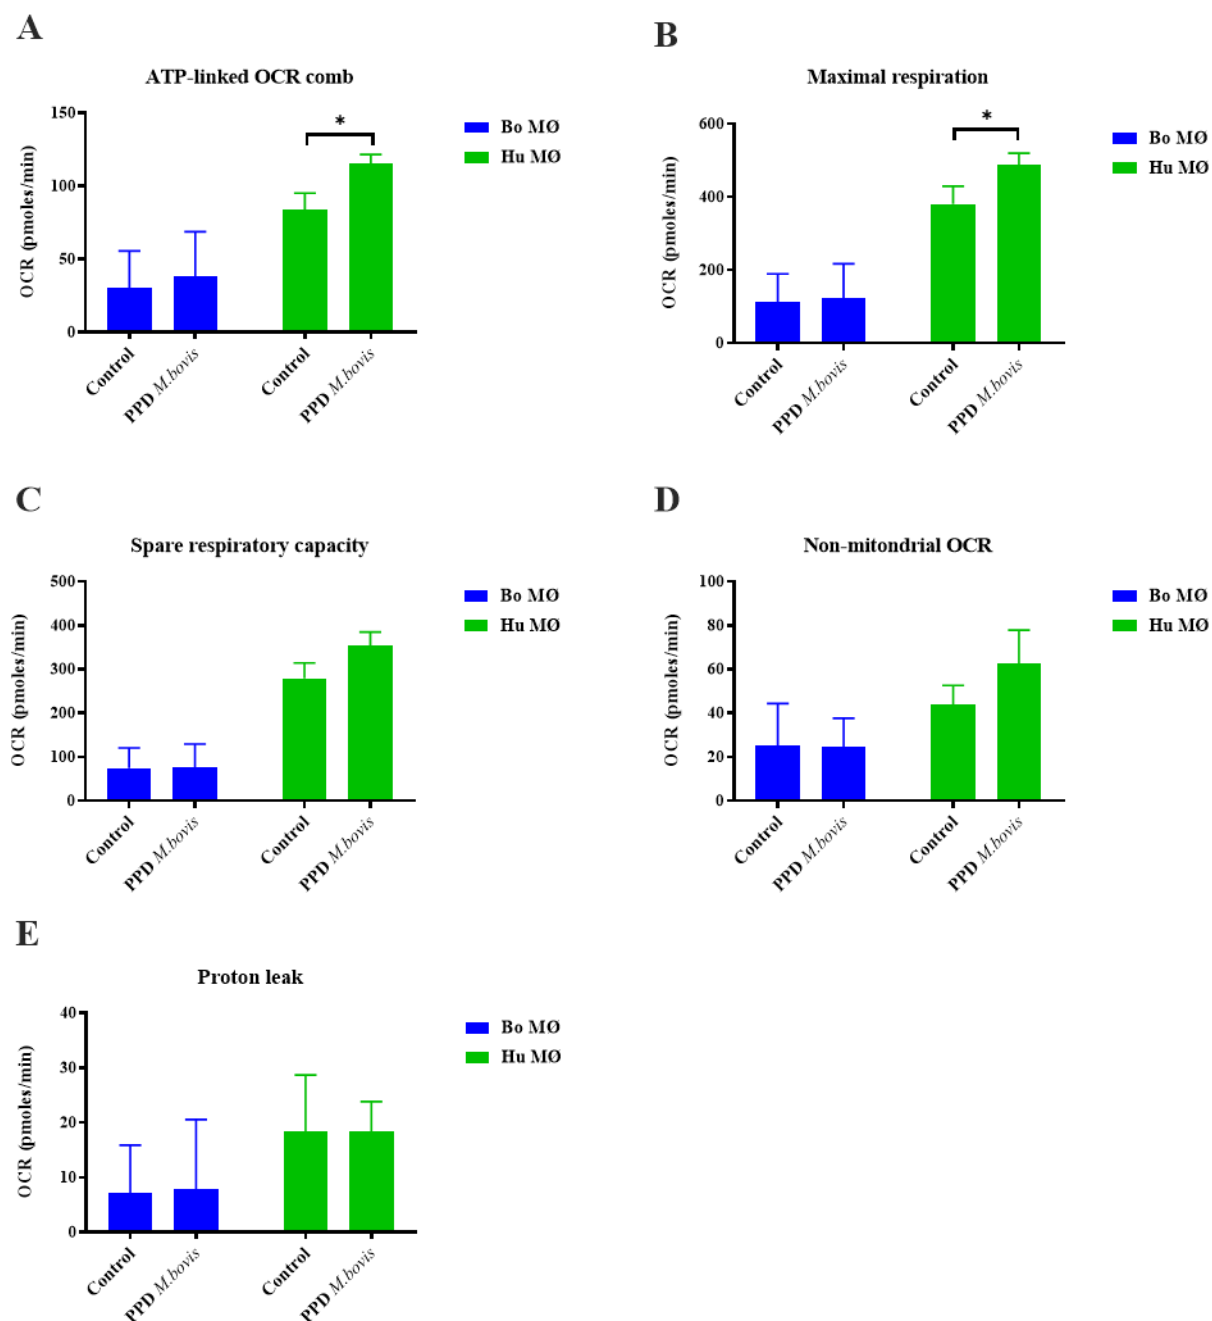 A
ATP-linked OCR comb
OCR (pmoles/min)
150
100
50
0
Control
PPD M.bovis
Control
PPD M.bovis
*
Bo MØ
Hu MØ
B
Maximal respiration
OCR (pmoles/min)
600
400
200
0
Control
PPD M.bovis
Control
PPD M.bovis
*
Bo MØ
Hu MØ
C
Spare respiratory capacity
OCR (pmoles/min)
500
400
300
200
100
0
Control
PPD M.bovis
Control
PPD M.bovis
Bo MØ
Hu MØ
D
Non-mitondrial OCR
OCR (pmoles/min)
100
80
60
40
20
0
Control
PPD M.bovis
Control
PPD M.bovis
Bo MØ
Hu MØ
E
Proton leak
OCR (pmoles/min)
40
30
20
10
0
Control
PPD M.bovis
Control
PPD M.bovis
Bo MØ
Hu MØ